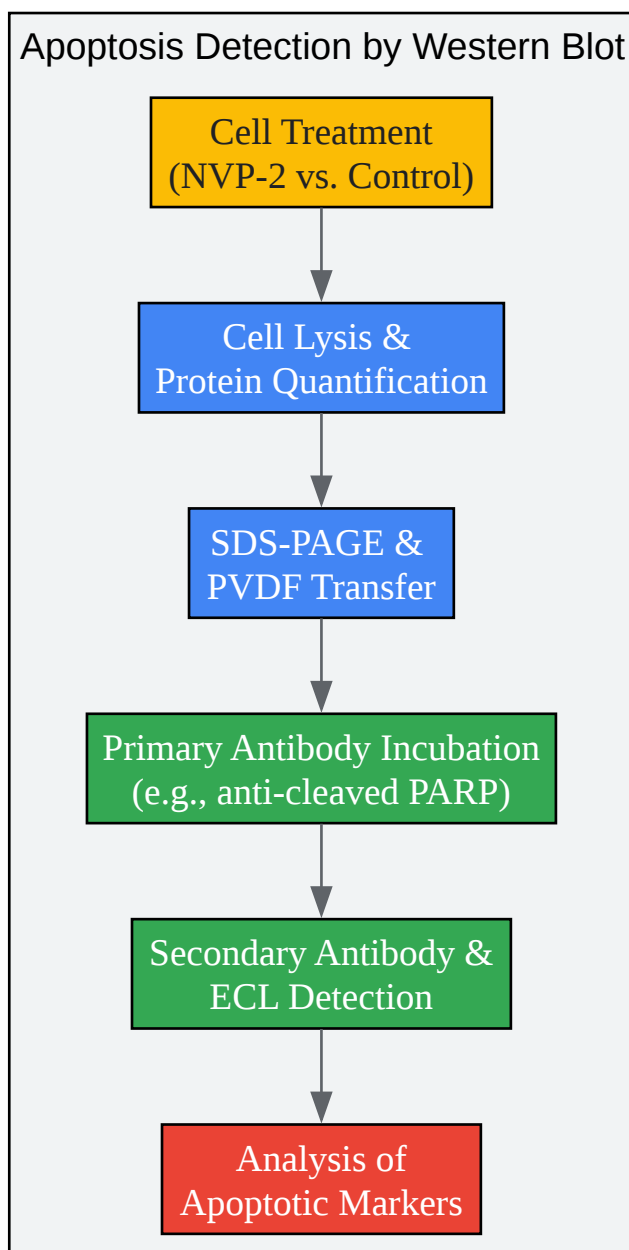 Apoptosis Detection by Western Blot
Cell Treatment
(NVP-2 vs. Control)
Cell Lysis &
Protein Quantification
SDS-PAGE &
PVDF Transfer
Primary Antibody Incubation
(e.g., anti-cleaved PARP)
Secondary Antibody &
ECL Detection
Analysis of
Apoptotic Markers